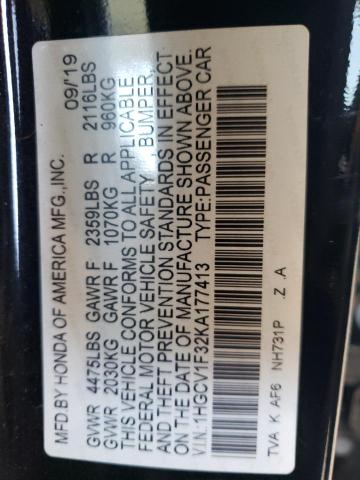 MFD.BY HONDA OF AMERICA MFG.,INC. 09/19
GVWR 4475LBS GAWR F 2359LBS R 2116LBS
GVWR 2030KG GAWR F 1070KG R 960KG
THIS VEHICLE CONFORMS TO ALL APPLICABLE
FEDERAL MOTOR VEHICLE SAFETY , BUMPER,
AND THEFT PREVENTION STANDARDS IN EFFECT
ON THE DATE OF MANUFACTURE SHOWN ABOVE.
V.I.N.:1HGCV1F32KA177413 TYPE:PASSENGER CAR
TVA K AF6 NH731P .Z .A